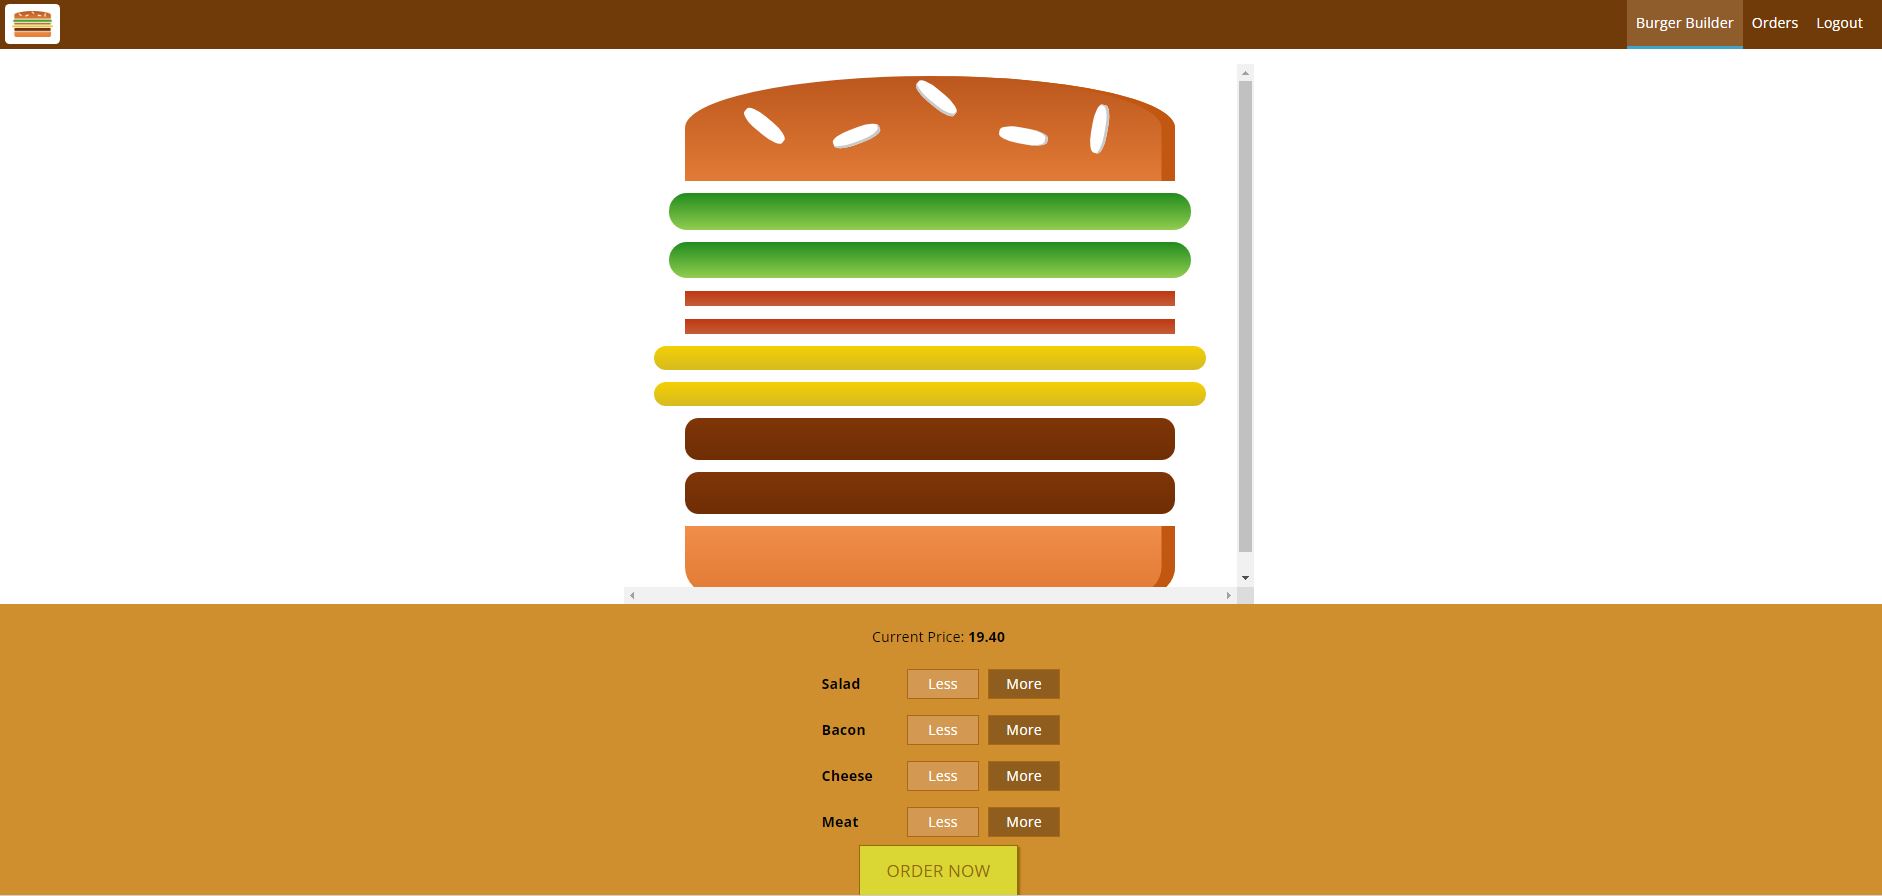 Burger Builder Orders Logout
Current Price: 19.40
Salad Less More
Bacon Less More
Cheese Less More
Meat Less More
ORDER NOW